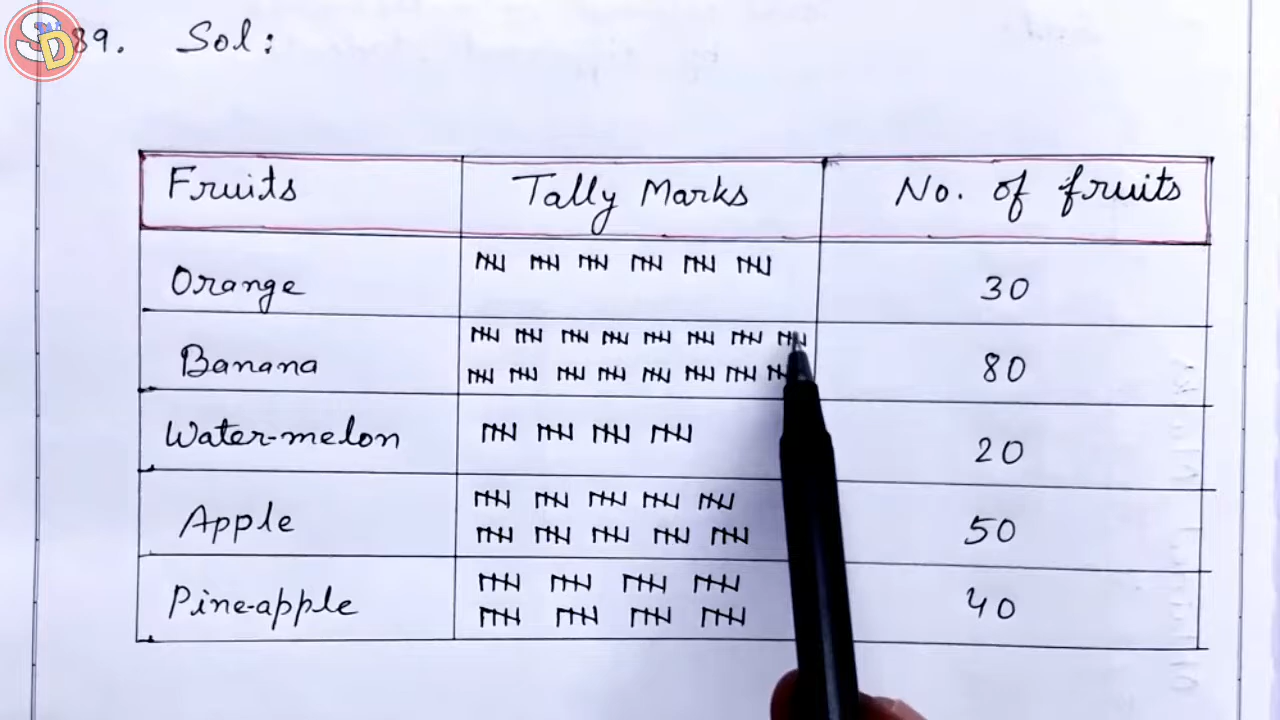 SD
89. Sol:
Fruits Tally Marks No. of fruits
Orange 30
Banana 80
Water-melon 20
Apple 50
Pine-apple 40